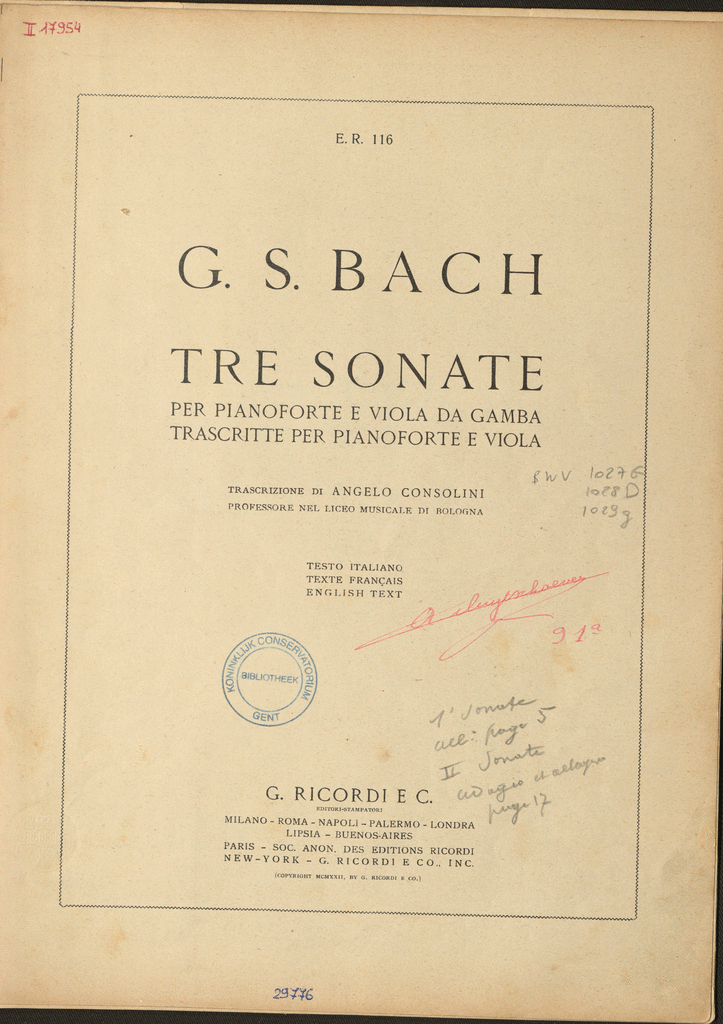 II 17954
E. R. 116
G. S. BACH
TRE SONATE
PER PIANOFORTE E VIOLA DA GAMBA
TRASCRITTE PER PIANOFORTE E VIOLA
BWV 1027 G
1028 D
1029 g
TRASCRIZIONE DI ANGELO CONSOLINI
PROFESSORE NEL LICEO MUSICALE DI BOLOGNA
TESTO ITALIANO
TEXTE FRANÇAIS
ENGLISH TEXT
91ª
KONINKLIJK CONSERVATORIUM
BIBLIOTHEEK
GENT
1° Sonate
all: page 5
II Sonate
adagio et allegro
page 17
G. RICORDI E C.
EDITORI-STAMPATORI
MILANO - ROMA - NAPOLI - PALERMO - LONDRA
LIPSIA - BUENOS-AIRES
PARIS - SOC. ANON. DES EDITIONS RICORDI
NEW-YORK - G. RICORDI E CO., INC.
(COPYRIGHT MCMXXII, BY G. RICORDI E CO.)
29776